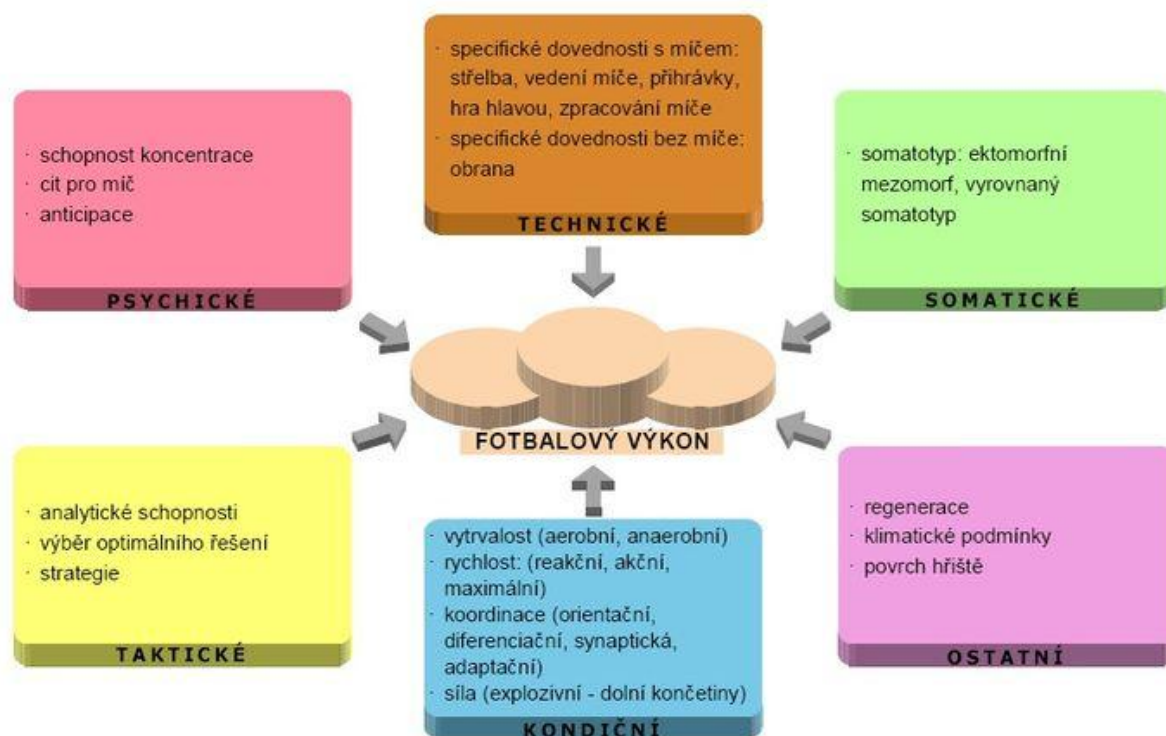 · specifické dovednosti s míčem:
střelba, vedení míče, přihrávky,
hra hlavou, zpracování míče
· specifické dovednosti bez míče:
obrana
TECHNICKÉ
· schopnost koncentrace
· cit pro míč
· anticipace
PSYCHICKÉ
· somatotyp: ektomorfní
mezomorf, vyrovnaný
somatotyp
SOMATICKÉ
FOTBALOVÝ VÝKON
· analytické schopnosti
· výběr optimálního řešení
· strategie
TAKTICKÉ
· vytrvalost (aerobní, anaerobní)
· rychlost: (reakční, akční,
maximální)
· koordinace (orientační,
diferenciační, synaptická,
adaptační)
· síla (explozivní - dolní končetiny)
KONDIČNÍ
· regenerace
· klimatické podmínky
· povrch hřiště
OSTATNÍ